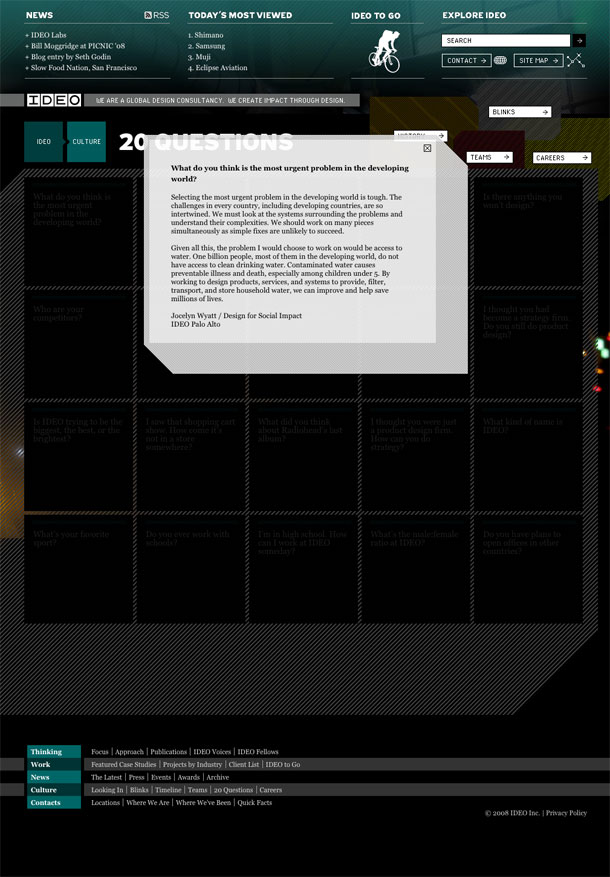 NEWS
RSS
+ IDEO Labs
+ Bill Moggridge at PICNIC '08
+ Blog entry by Seth Godin
+ Slow Food Nation, San Francisco
TODAY'S MOST VIEWED
1. Shimano
2. Samsung
3. Muji
4. Eclipse Aviation
IDEO TO GO
EXPLORE IDEO
SEARCH
CONTACT
SITE MAP
IDEO
WE ARE A GLOBAL DESIGN CONSULTANCY. WE CREATE IMPACT THROUGH DESIGN.
BLINKS
HISTORY
TEAMS
CAREERS
IDEO
CULTURE
20 QUESTIONS
What do you think is the most urgent problem in the developing
world?
Selecting the most urgent problem in the developing world is tough. The
challenges in every country, including developing countries, are so
intertwined. We must look at the systems surrounding the problems and
understand their complexities. We should work on many pieces
simultaneously as simple fixes are unlikely to succeed.
Given all this, the problem I would choose to work on would be access to
water. One billion people, most of them in the developing world, do not
have access to clean drinking water. Contaminated water causes
preventable illness and death, especially among children under 5. By
working to design products, services, and systems to provide, filter,
transport, and store household water, we can improve and help save
millions of lives.
Jocelyn Wyatt / Design for Social Impact
IDEO Palo Alto
What do you think is
the most urgent
problem in the
developing world?
Is there anything you
won't design?
Who are your
competitors?
I thought you had
become a strategy firm.
Do you still do product
design?
Is IDEO trying to be the
biggest, the best, or the
brightest?
I saw that shopping cart
show. How come it's
not in a store
somewhere?
What did you think
about Radiohead's last
album?
I thought you were just
a product design firm.
How can you do
strategy?
What kind of name is
IDEO?
What's your favorite
sport?
Do you ever work with
schools?
I'm in high school. How
can I work at IDEO
someday?
What's the male:female
ratio at IDEO?
Do you have plans to
open offices in other
countries?
Thinking Focus | Approach | Publications | IDEO Voices | IDEO Fellows
Work Featured Case Studies | Projects by Industry | Client List | IDEO to Go
News The Latest | Press | Events | Awards | Archive
Culture Looking In | Blinks | Timeline | Teams | 20 Questions | Careers
Contacts Locations | Where We Are | Where We've Been | Quick Facts
© 2008 IDEO Inc. | Privacy Policy